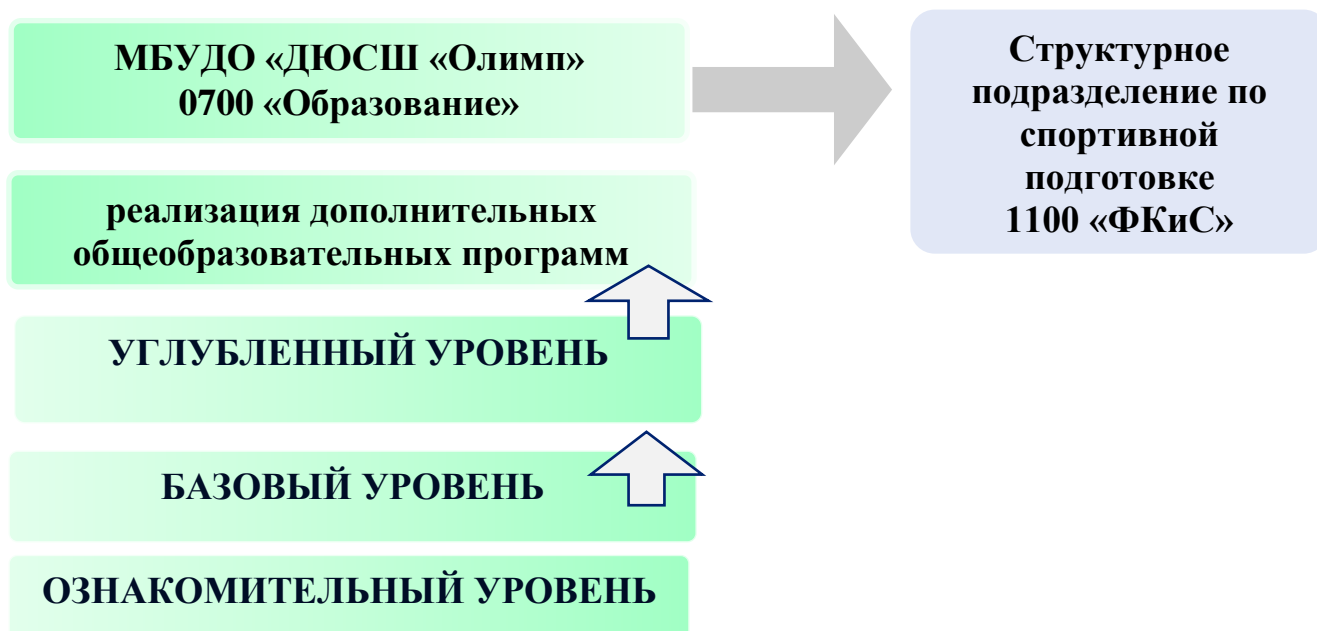 МБУДО «ДЮСШ «Олимп»
0700 «Образование»
Структурное
подразделение по
спортивной
подготовке
1100 «ФКиС»
реализация дополнительных
общеобразовательных программ
УГЛУБЛЕННЫЙ УРОВЕНЬ
БАЗОВЫЙ УРОВЕНЬ
ОЗНАКОМИТЕЛЬНЫЙ УРОВЕНЬ